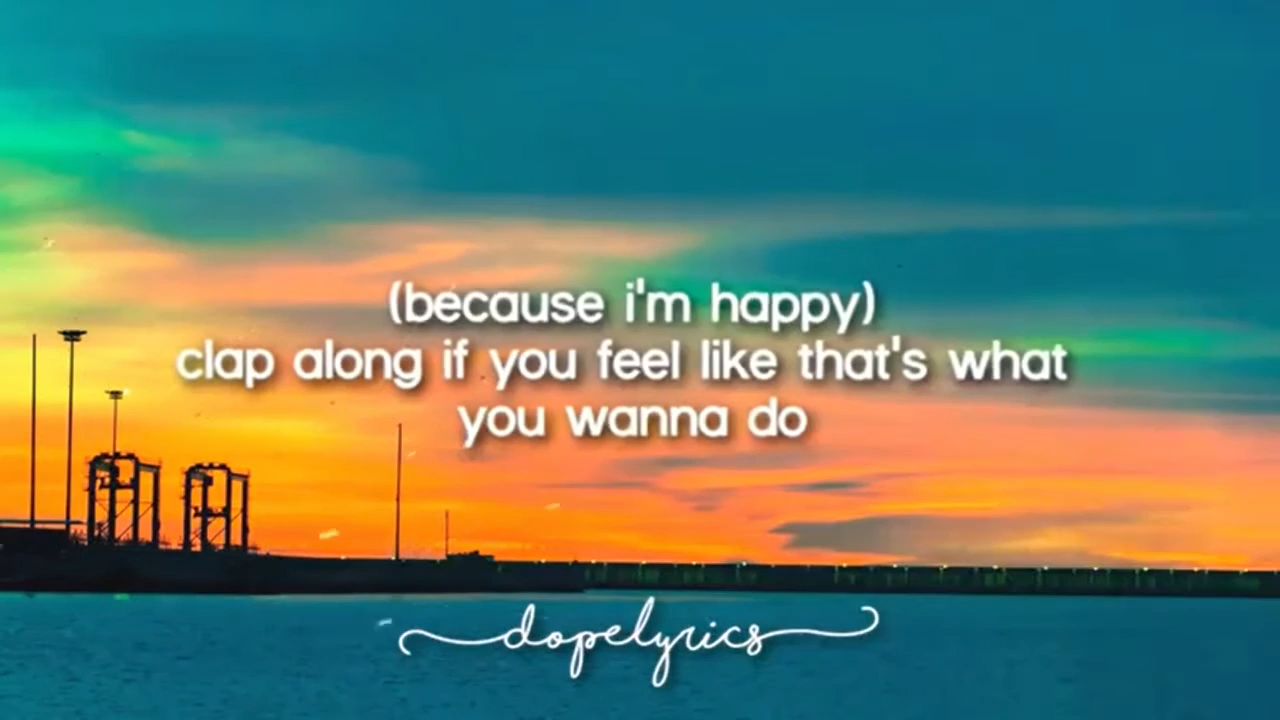 (because i'm happy)
clap along if you feel like that's what
you wanna do
dopelyrics